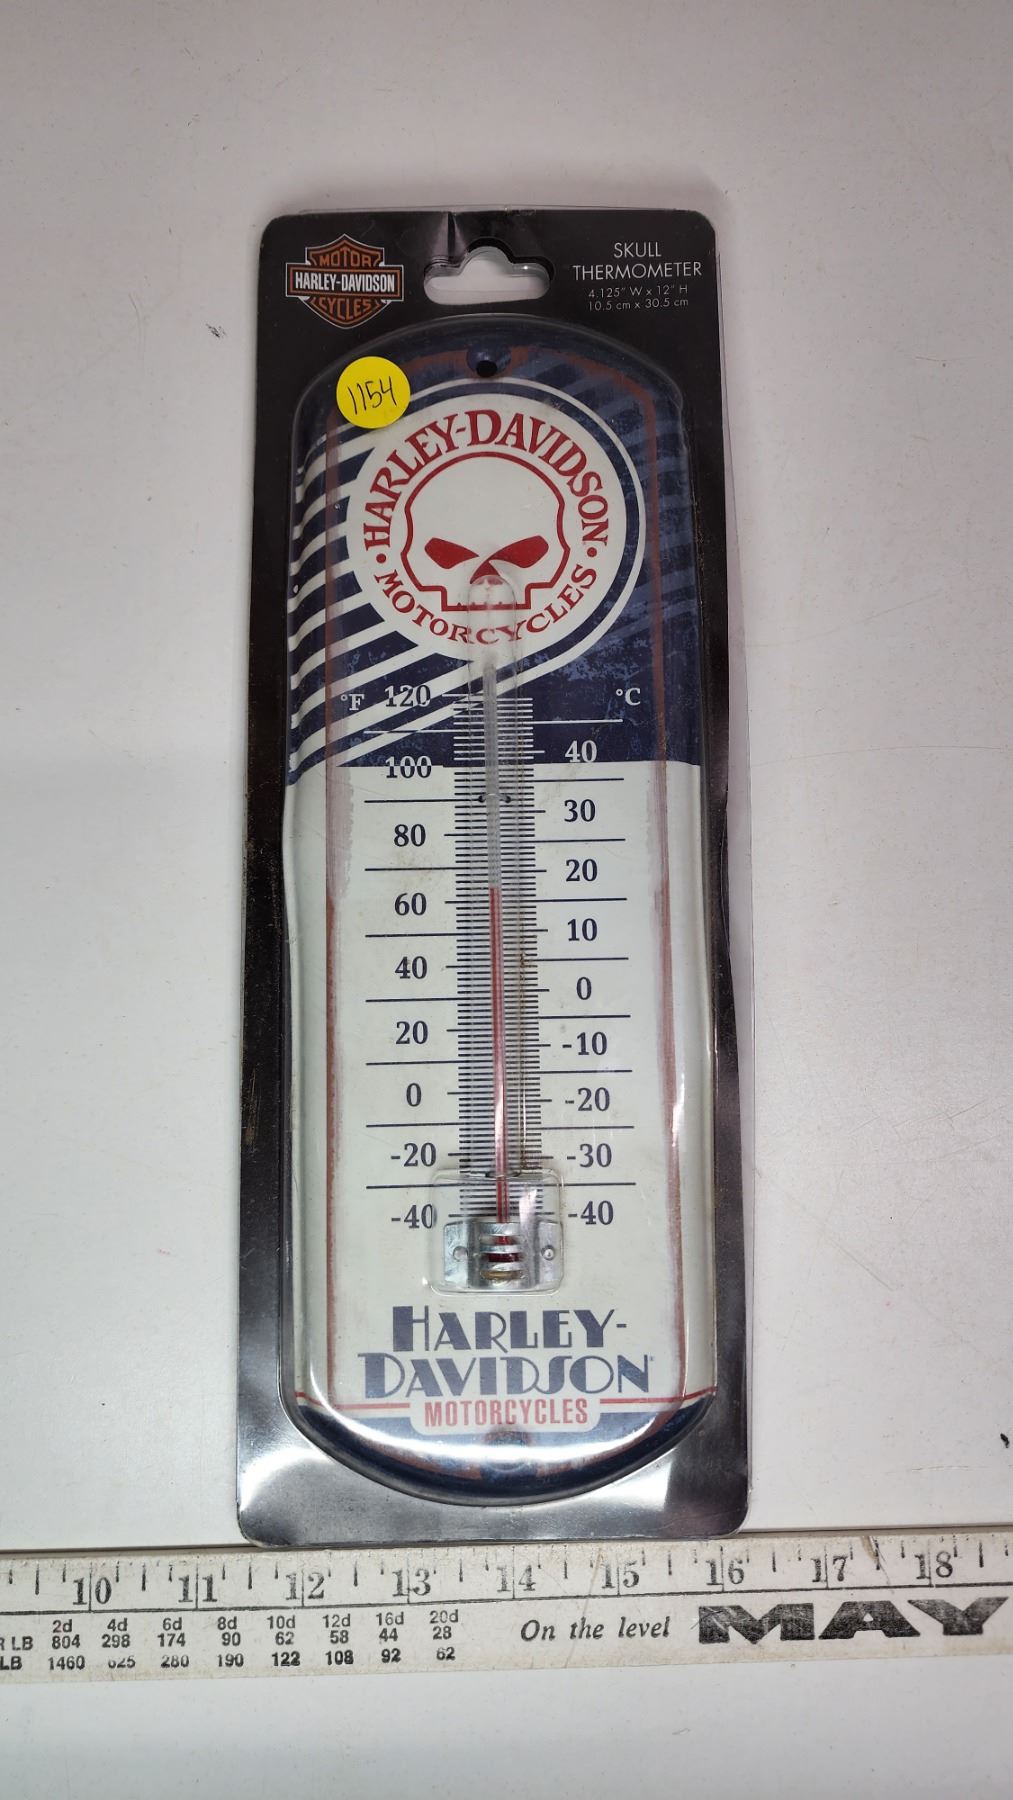 MOTOR
HARLEY-DAVIDSON
CYCLES
SKULL
THERMOMETER
4.125" W x 12" H
10.5 cm x 30.5 cm
1154
HARLEY-DAVIDSON
MOTORCYCLES
°F 120 °C
100 40
80 30
60 20
40 10
20 0
0 -10
-20 -20
-40 -30
-40
HARLEY-
DAVIDSON
MOTORCYCLES
10 11 12 13 14 15 16 17 18
2d 4d 6d 8d 10d 12d 16d 20d
R LB 804 298 174 90 62 58 44 28
LB 1460 625 280 190 122 108 92 62
On the level MAY